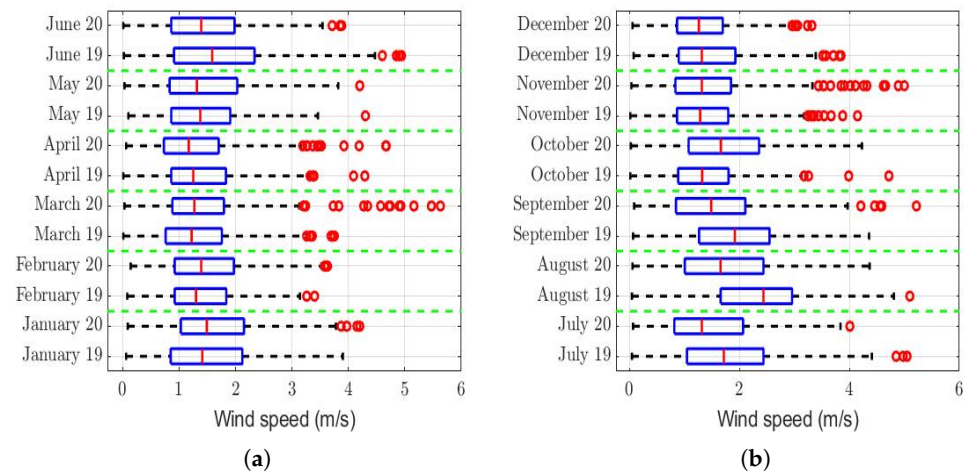 June 20
June 19
May 20
May 19
April 20
April 19
March 20
March 19
February 20
February 19
January 20
January 19
0 1 2 3 4 5 6
Wind speed (m/s)
(a)
December 20
December 19
November 20
November 19
October 20
October 19
September 20
September 19
August 20
August 19
July 20
July 19
0 2 4 6
Wind speed (m/s)
(b)